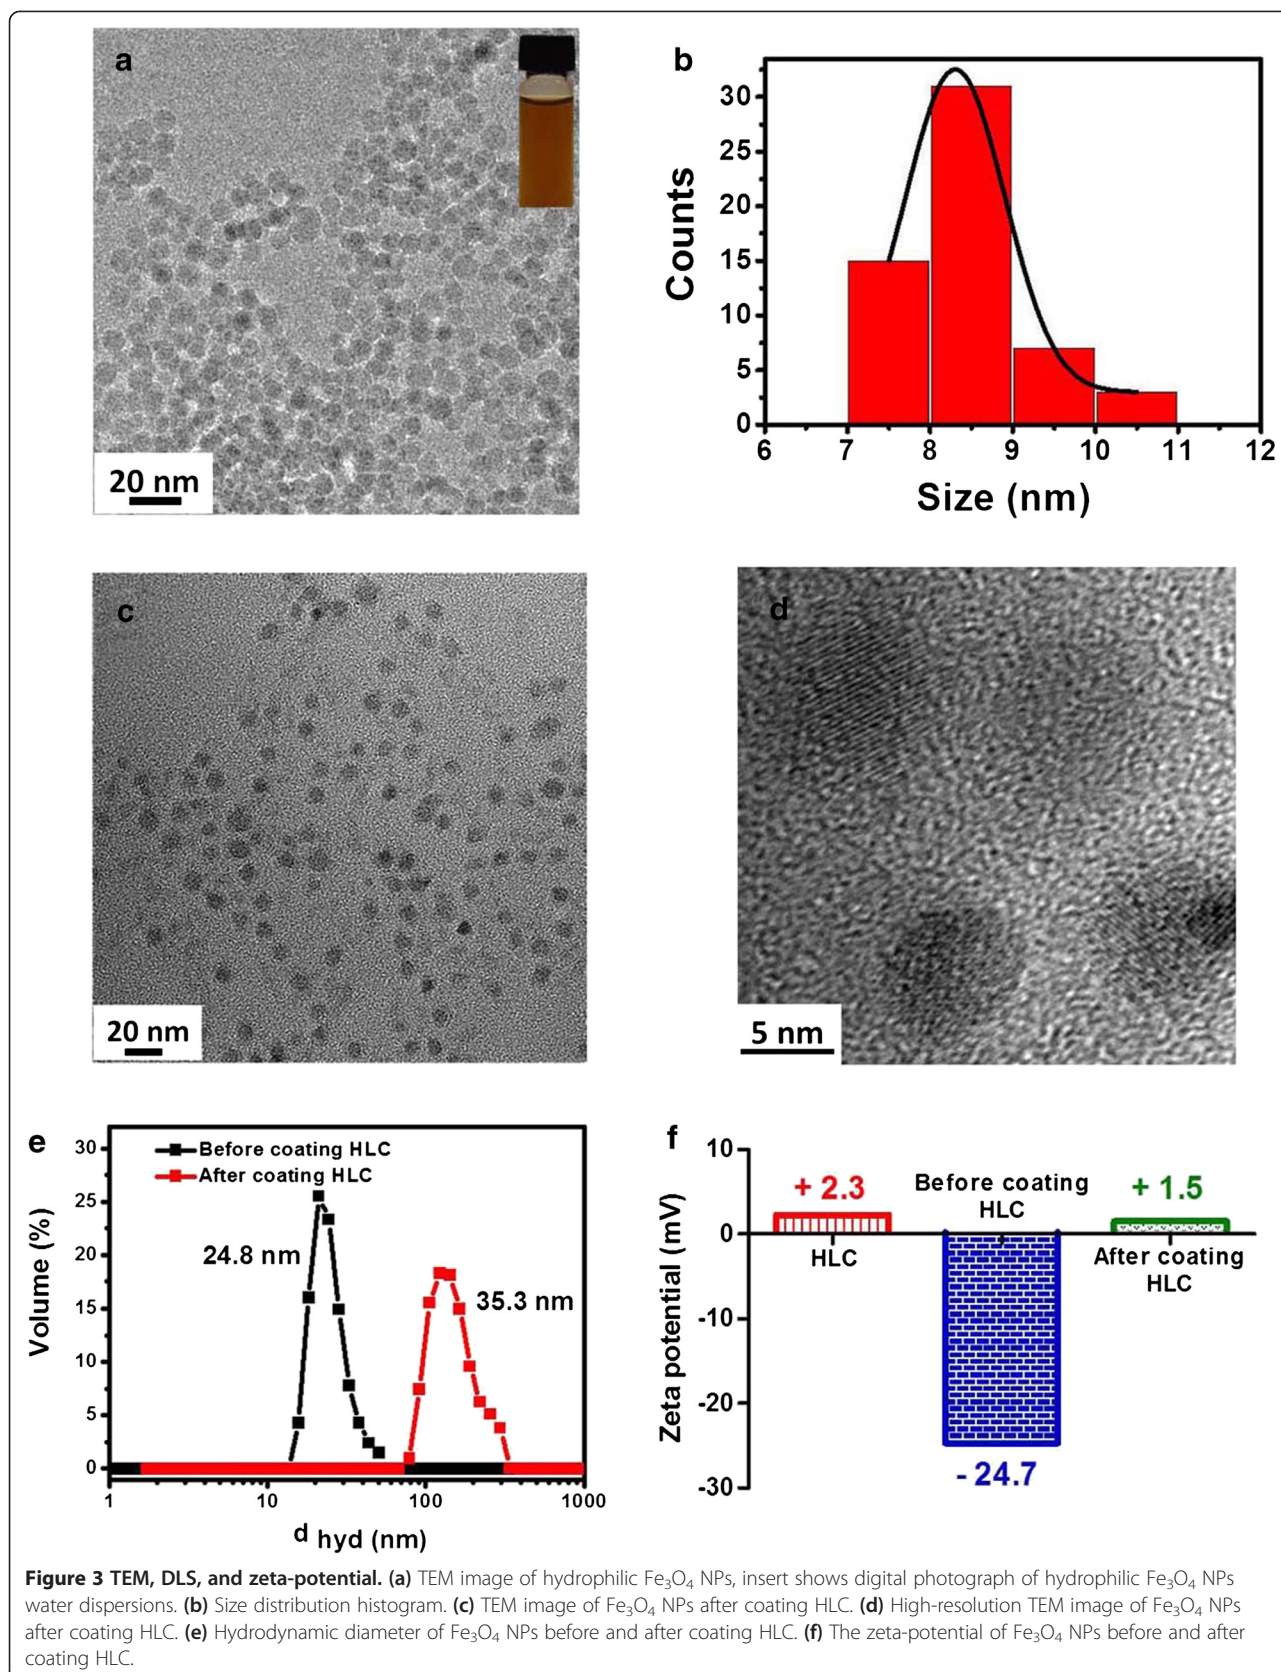 a
20 nm
b
Counts
30
25
20
15
10
5
0
6 7 8 9 10 11 12
Size (nm)
c
20 nm
d
5 nm
e
Volume (%)
30
25
20
15
10
5
0
Before coating HLC
After coating HLC
24.8 nm
35.3 nm
1 10 100 1000
d hyd (nm)
f
Zeta potential (mV)
10
0
-10
-20
-30
+ 2.3
HLC
Before coating
HLC
- 24.7
+ 1.5
After coating
HLC
Figure 3 TEM, DLS, and zeta-potential. (a) TEM image of hydrophilic Fe₃O₄ NPs, insert shows digital photograph of hydrophilic Fe₃O₄ NPs
water dispersions. (b) Size distribution histogram. (c) TEM image of Fe₃O₄ NPs after coating HLC. (d) High-resolution TEM image of Fe₃O₄ NPs
after coating HLC. (e) Hydrodynamic diameter of Fe₃O₄ NPs before and after coating HLC. (f) The zeta-potential of Fe₃O₄ NPs before and after
coating HLC.